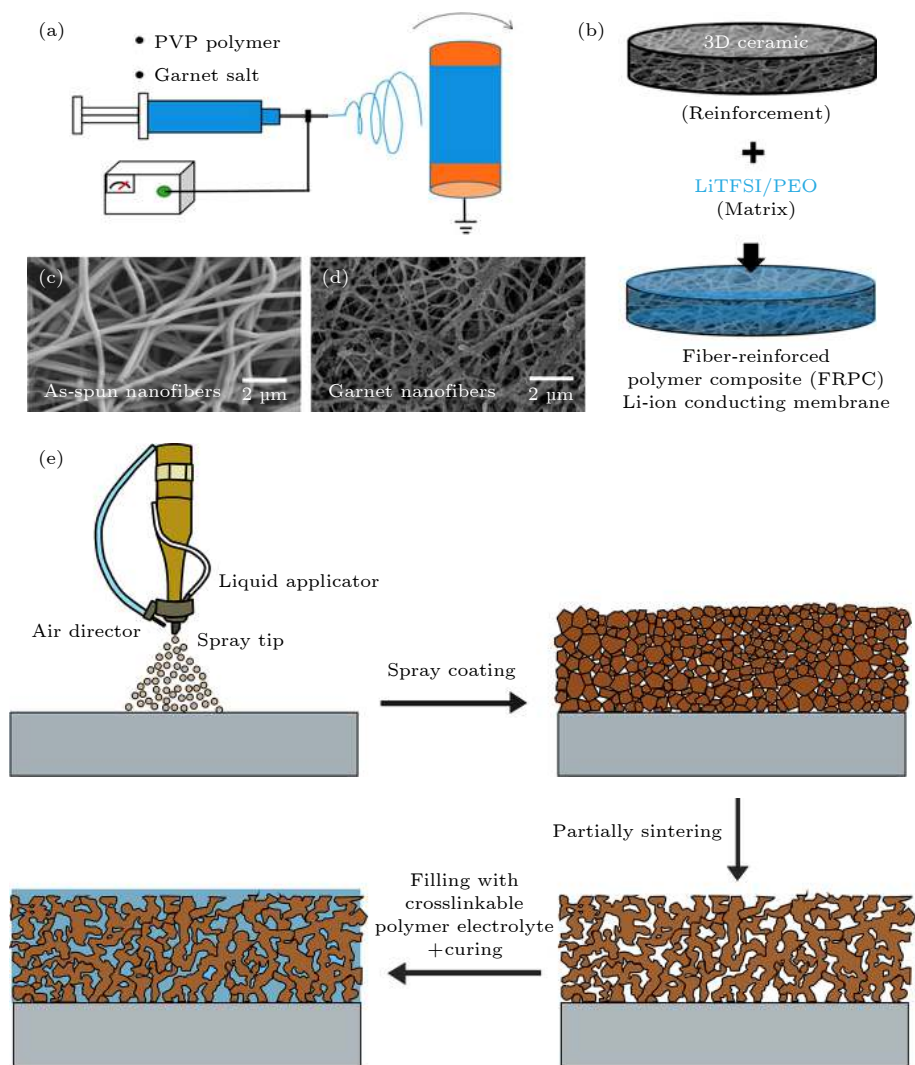 (a)
PVP polymer
Garnet salt
(b)
3D ceramic
(Reinforcement)
+
LiTFSI/PEO
(Matrix)
Fiber-reinforced
polymer composite (FRPC)
Li-ion conducting membrane
(c)
As-spun nanofibers
2 μm
(d)
Garnet nanofibers
2 μm
(e)
Liquid applicator
Air director
Spray tip
Spray coating
Partially sintering
Filling with
crosslinkable
polymer electrolyte
+curing